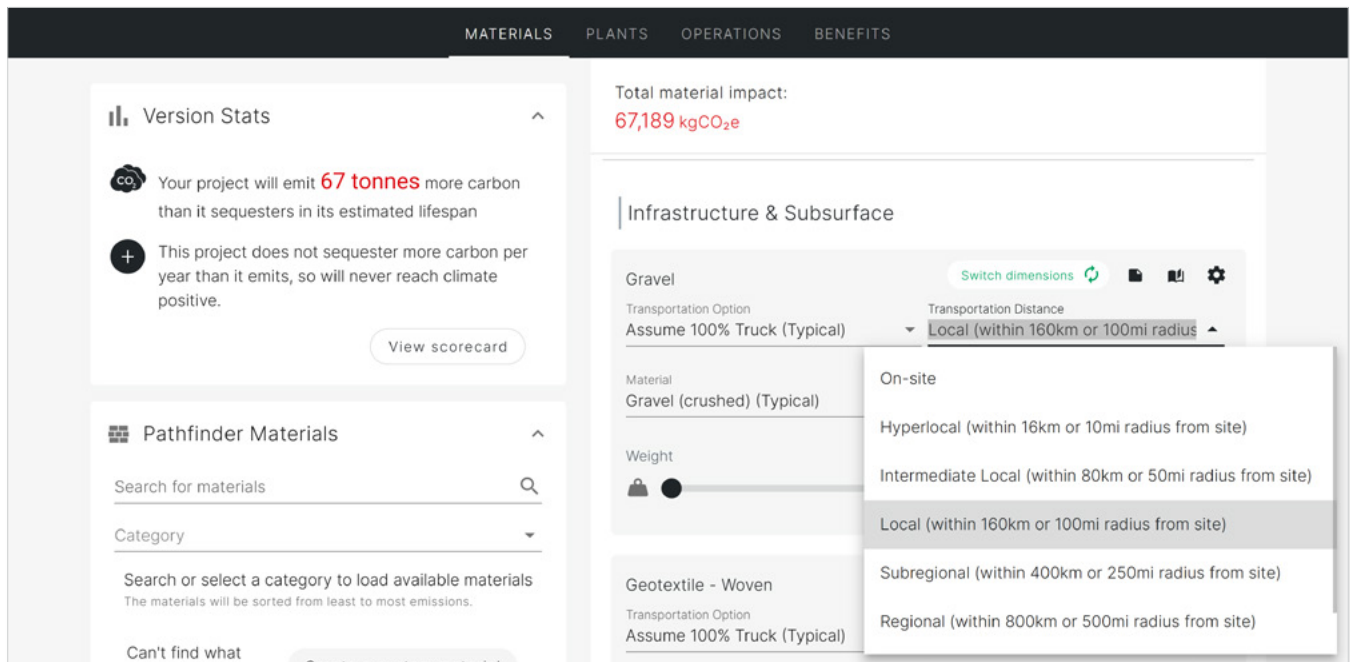 MATERIALS PLANTS OPERATIONS BENEFITS
Version Stats
CO₂
Your project will emit 67 tonnes more carbon
than it sequesters in its estimated lifespan
This project does not sequester more carbon per
year than it emits, so will never reach climate
positive.
View scorecard
Pathfinder Materials
Search for materials
Category
Search or select a category to load available materials
The materials will be sorted from least to most emissions.
Can't find what
Total material impact:
67,189 kgCO₂e
Infrastructure & Subsurface
Gravel
Switch dimensions
Transportation Option
Assume 100% Truck (Typical)
Transportation Distance
Local (within 160km or 100mi radius
Material
Gravel (crushed) (Typical)
Weight
On-site
Hyperlocal (within 16km or 10mi radius from site)
Intermediate Local (within 80km or 50mi radius from site)
Local (within 160km or 100mi radius from site)
Subregional (within 400km or 250mi radius from site)
Regional (within 800km or 500mi radius from site)
Geotextile - Woven
Transportation Option
Assume 100% Truck (Typical)